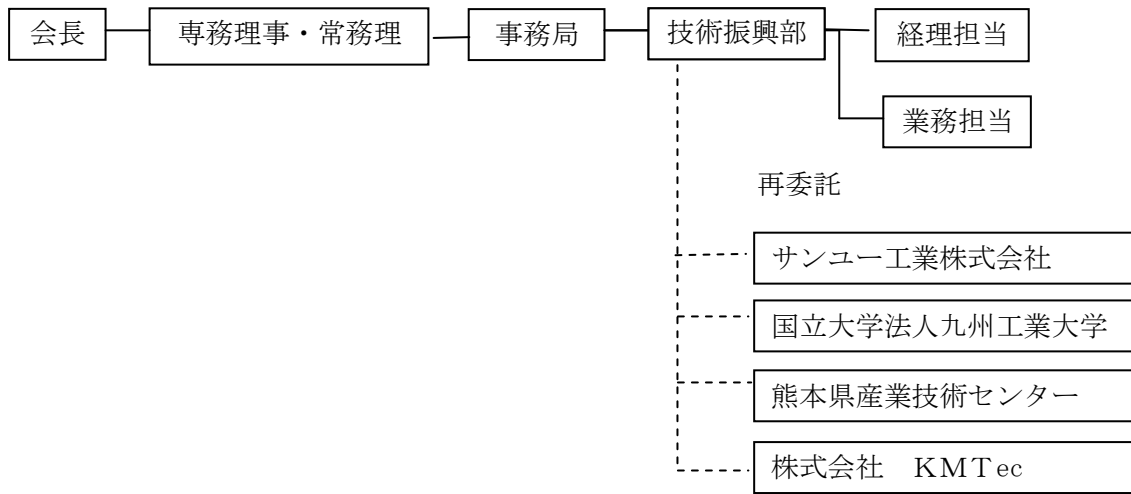 会長
専務理事・常務理
事務局
技術振興部
経理担当
業務担当
再委託
サンユー工業株式会社
国立大学法人九州工業大学
熊本県産業技術センター
株式会社　ＫＭＴｅｃ